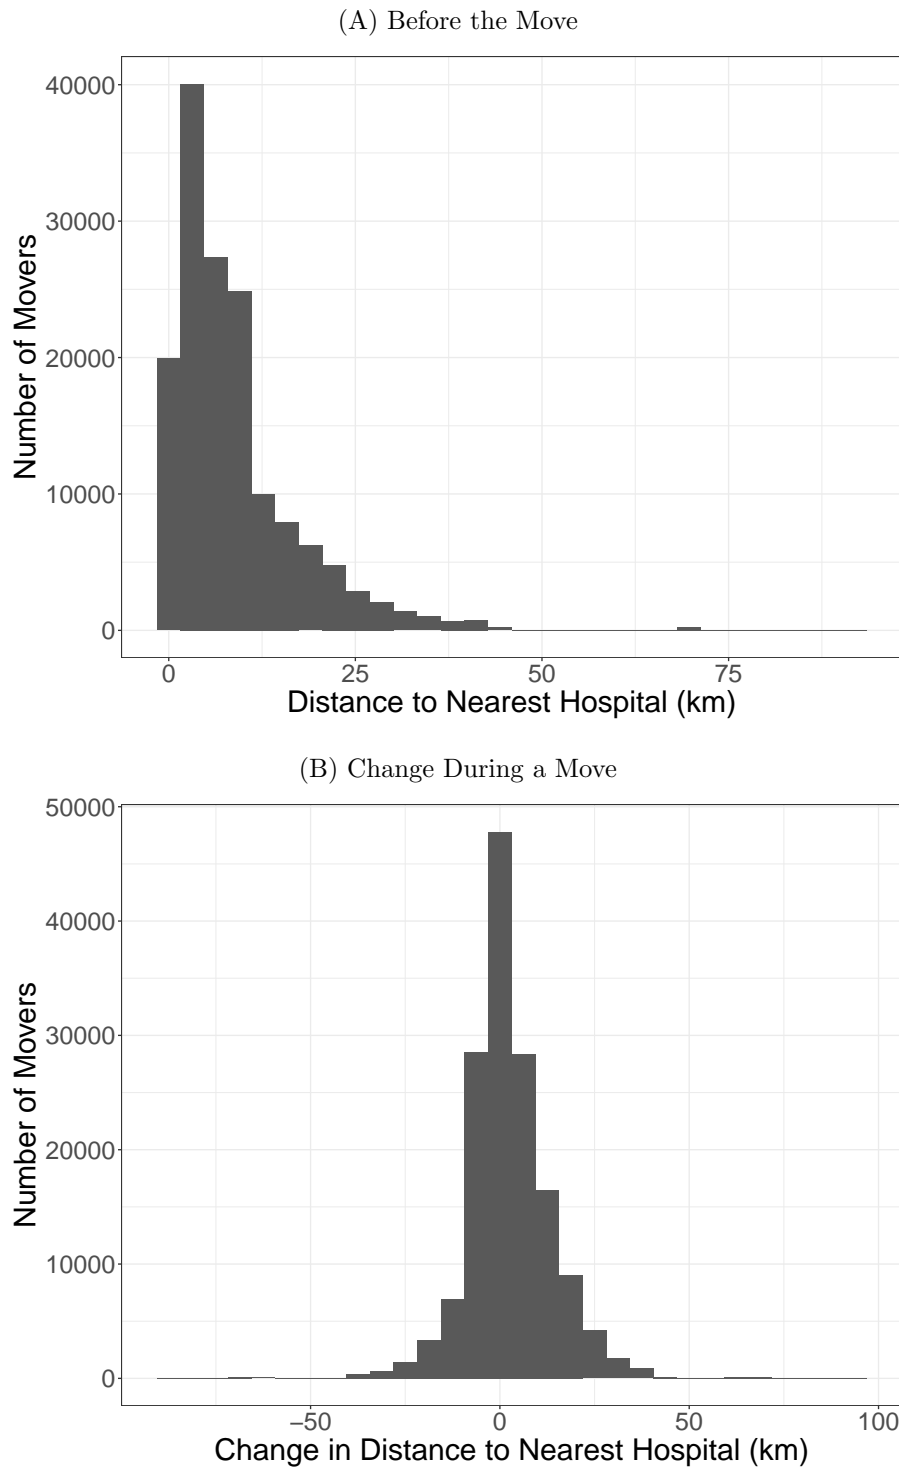 (A) Before the Move
40000
30000
20000
10000
0
Number of Movers
0 25 50 75
Distance to Nearest Hospital (km)
(B) Change During a Move
50000
40000
30000
20000
10000
0
Number of Movers
−50 0 50 100
Change in Distance to Nearest Hospital (km)